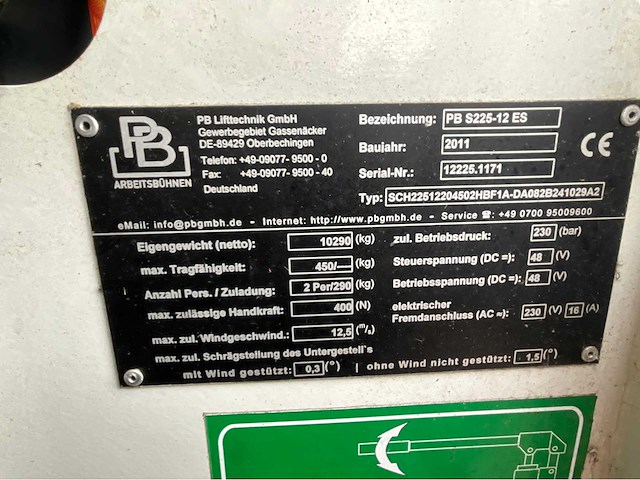 PB
ARBEITSBÜHNEN
PB Lifttechnik GmbH
Gewerbegebiet Gassenäcker
DE-89429 Oberbechingen
Telefon: +49-09077- 9500 - 0
Fax: +49-09077- 9500 - 40
Deutschland
Bezeichnung: PB S225-12 ES
Baujahr: 2011
Serial-Nr.: 12225.1171
CE
Typ: SCH22512204502HBF1A-DA082B241029A2
eMail: info@pbgmbh.de - Internet: http://www.pbgmbh.de - Service ☎: +49 0700 95009600
Eigengewicht (netto): 10290 (kg)
max. Tragfähigkeit: 450/— (kg)
Anzahl Pers. / Zuladung: 2 Per/290 (kg)
max. zulässige Handkraft: 400 (N)
max. zul. Windgeschwind.: 12,5 (m/s)
zul. Betriebsdruck: 230 (bar)
Steuerspannung (DC =): 48 (V)
Betriebsspannung (DC =): 48 (V)
elektrischer
Fremdanschluss (AC ≈): 230 (V) 16 (A)
max. zul. Schrägstellung des Untergestell`s
mit Wind gestützt: 0,3 (°) | ohne Wind nicht gestützt: 1,5 (°)